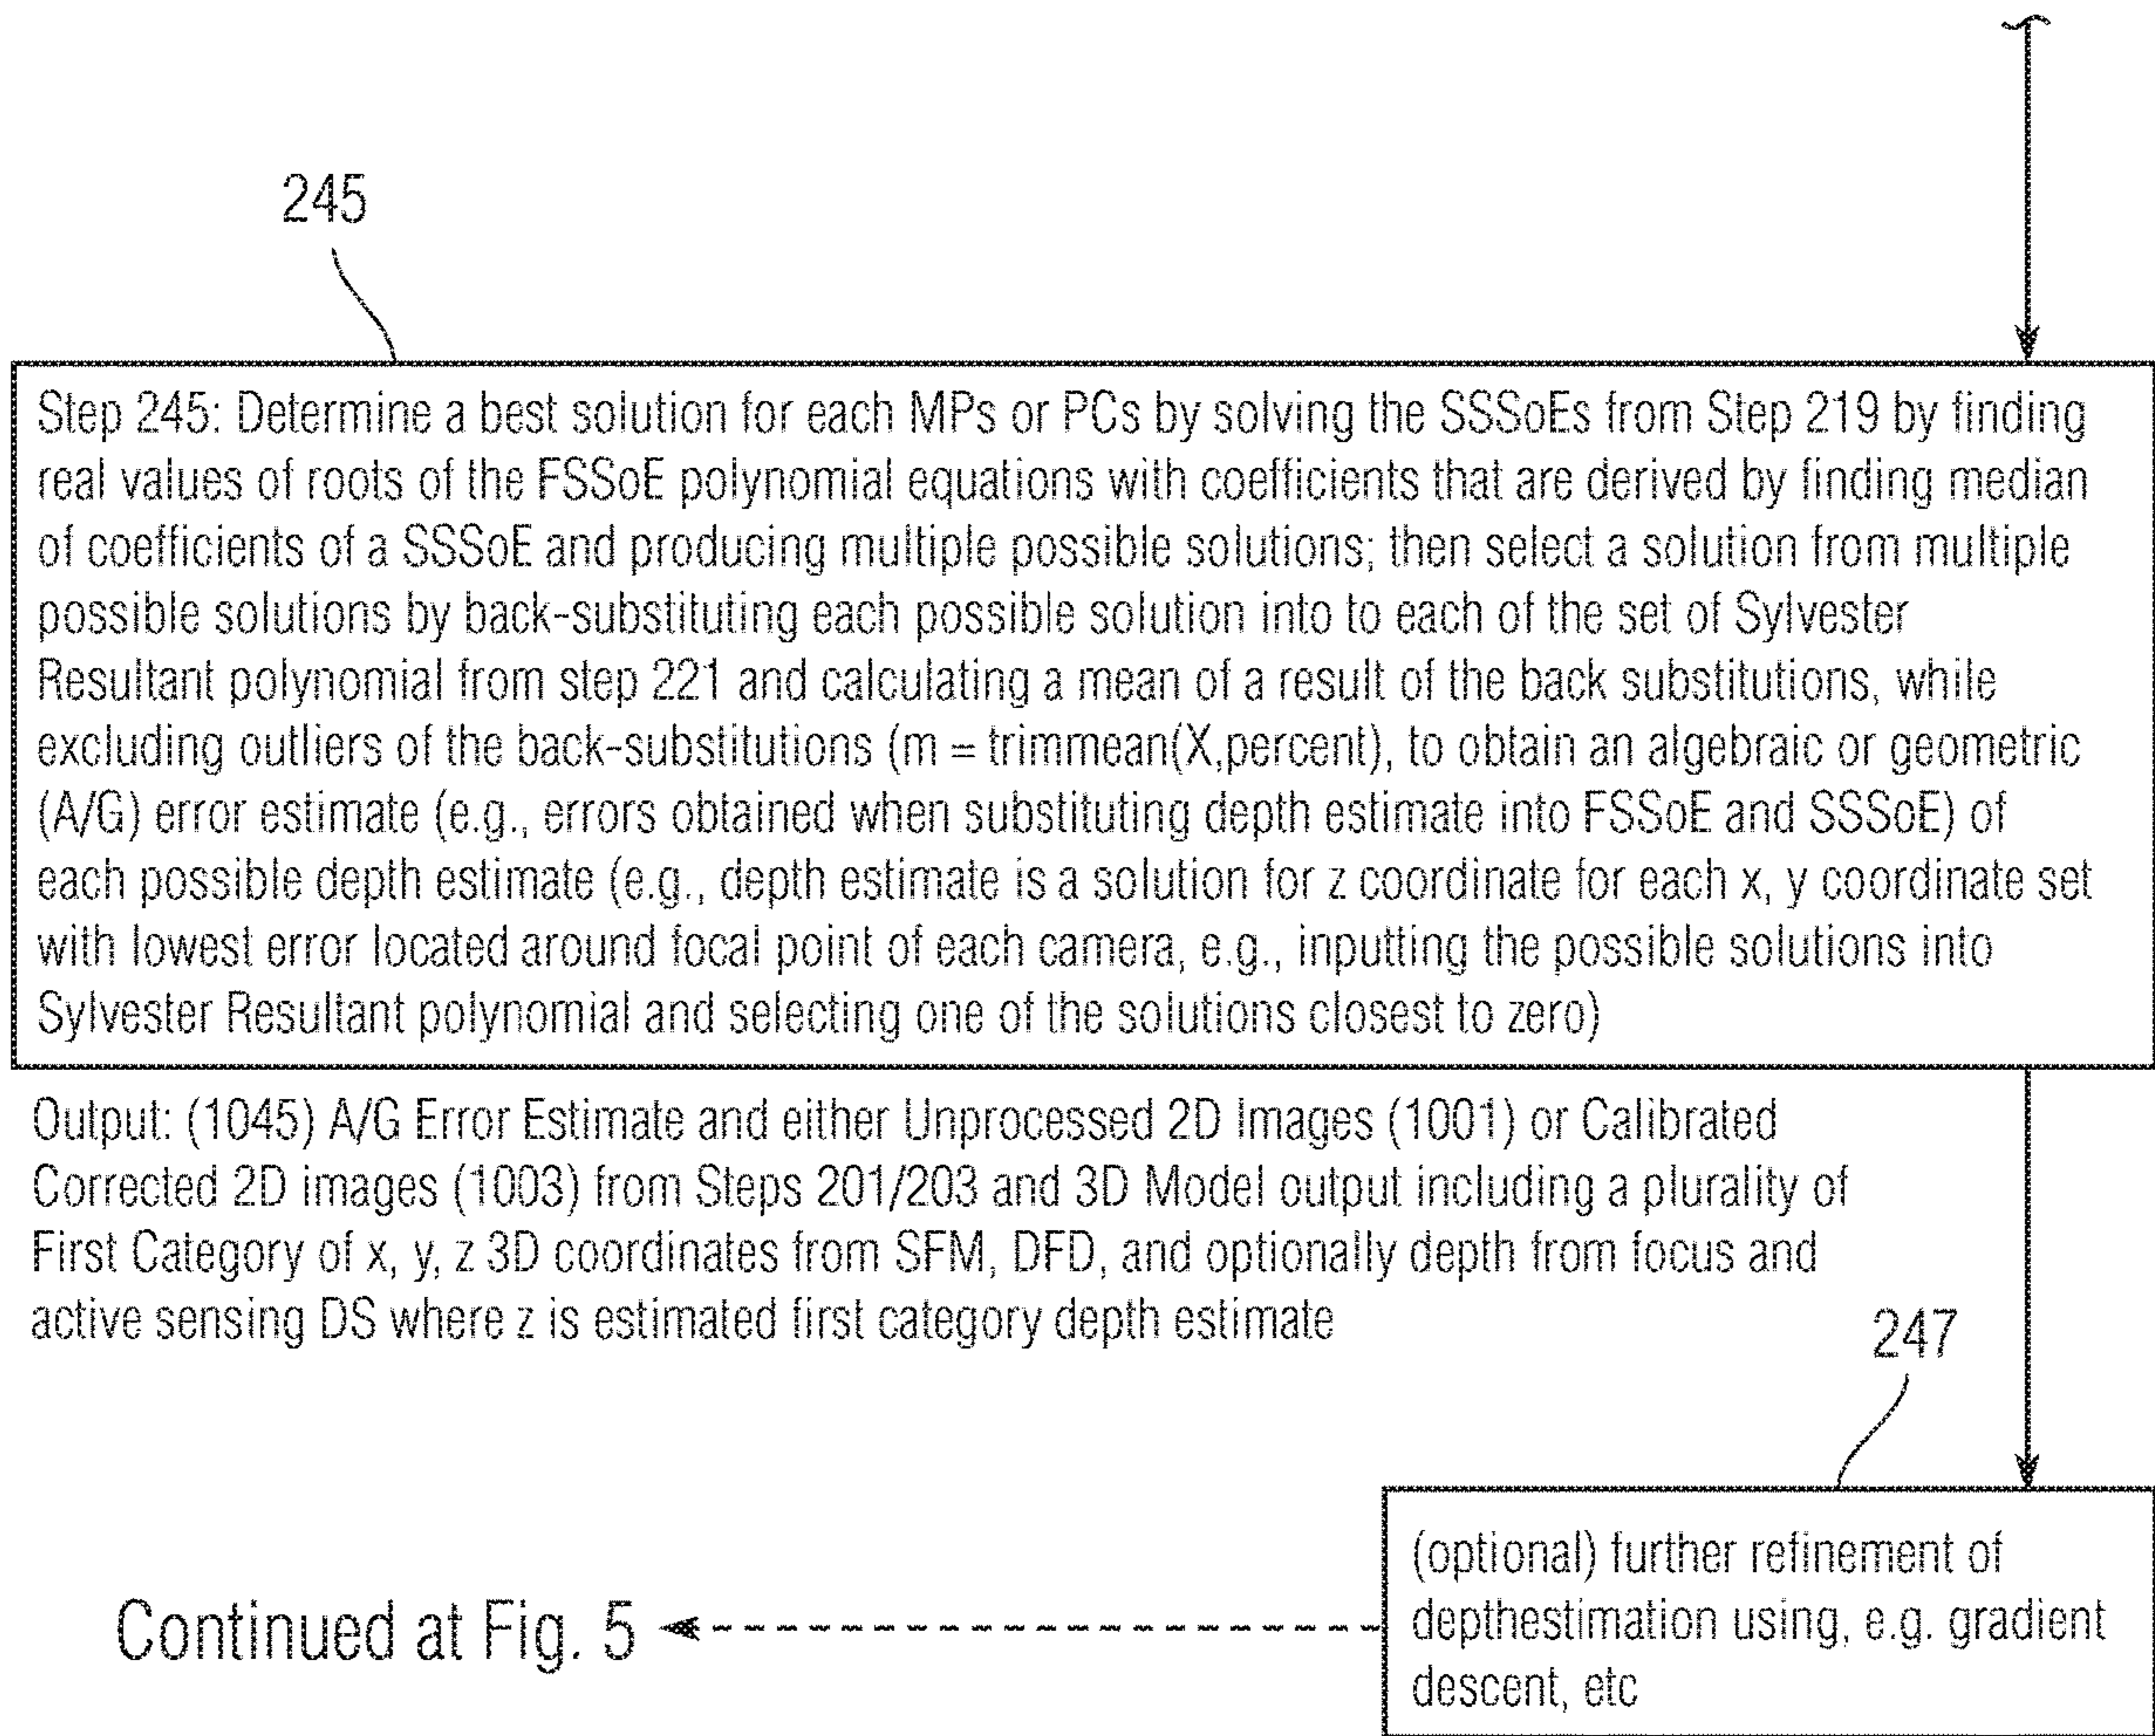 245
Step 245: Determine a best solution for each MPs or PCs by solving the SSSoEs from Step 219 by finding
real values of roots of the FSSoE polynomial equations with coefficients that are derived by finding median
of coefficients of a SSSoE and producing multiple possible solutions; then select a solution from multiple
possible solutions by back-substituting each possible solution into to each of the set of Sylvester
Resultant polynomial from step 221 and calculating a mean of a result of the back substitutions, while
excluding outliers of the back-substitutions (m = trimmean(X,percent), to obtain an algebraic or geometric
(A/G) error estimate (e.g., errors obtained when substituting depth estimate into FSSoE and SSSoE) of
each possible depth estimate (e.g., depth estimate is a solution for z coordinate for each x, y coordinate set
with lowest error located around focal point of each camera, e.g., inputting the possible solutions into
Sylvester Resultant polynomial and selecting one of the solutions closest to zero)
Output: (1045) A/G Error Estimate and either Unprocessed 2D Images (1001) or Calibrated
Corrected 2D images (1003) from Steps 201/203 and 3D Model output including a plurality of
First Category of x, y, z 3D coordinates from SFM, DFD, and optionally depth from focus and
active sensing DS where z is estimated first category depth estimate
247
(optional) further refinement of
depthestimation using, e.g. gradient
descent, etc
Continued at Fig. 5